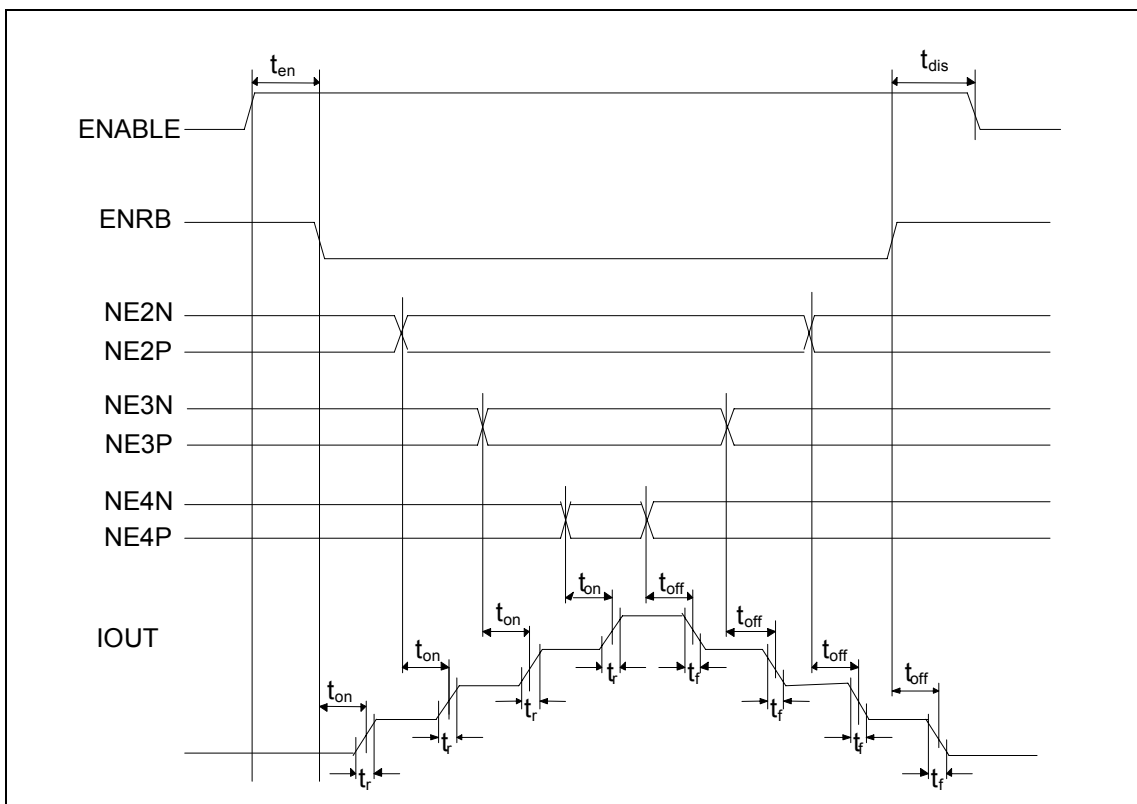 t_en
t_dis
ENABLE
ENRB
NE2N
NE2P
NE3N
NE3P
NE4N
NE4P
t_on
t_off
IOUT
t_on
t_off
t_on
t_r
t_f
t_off
t_on
t_r
t_f
t_off
t_r
t_f
t_r
t_f